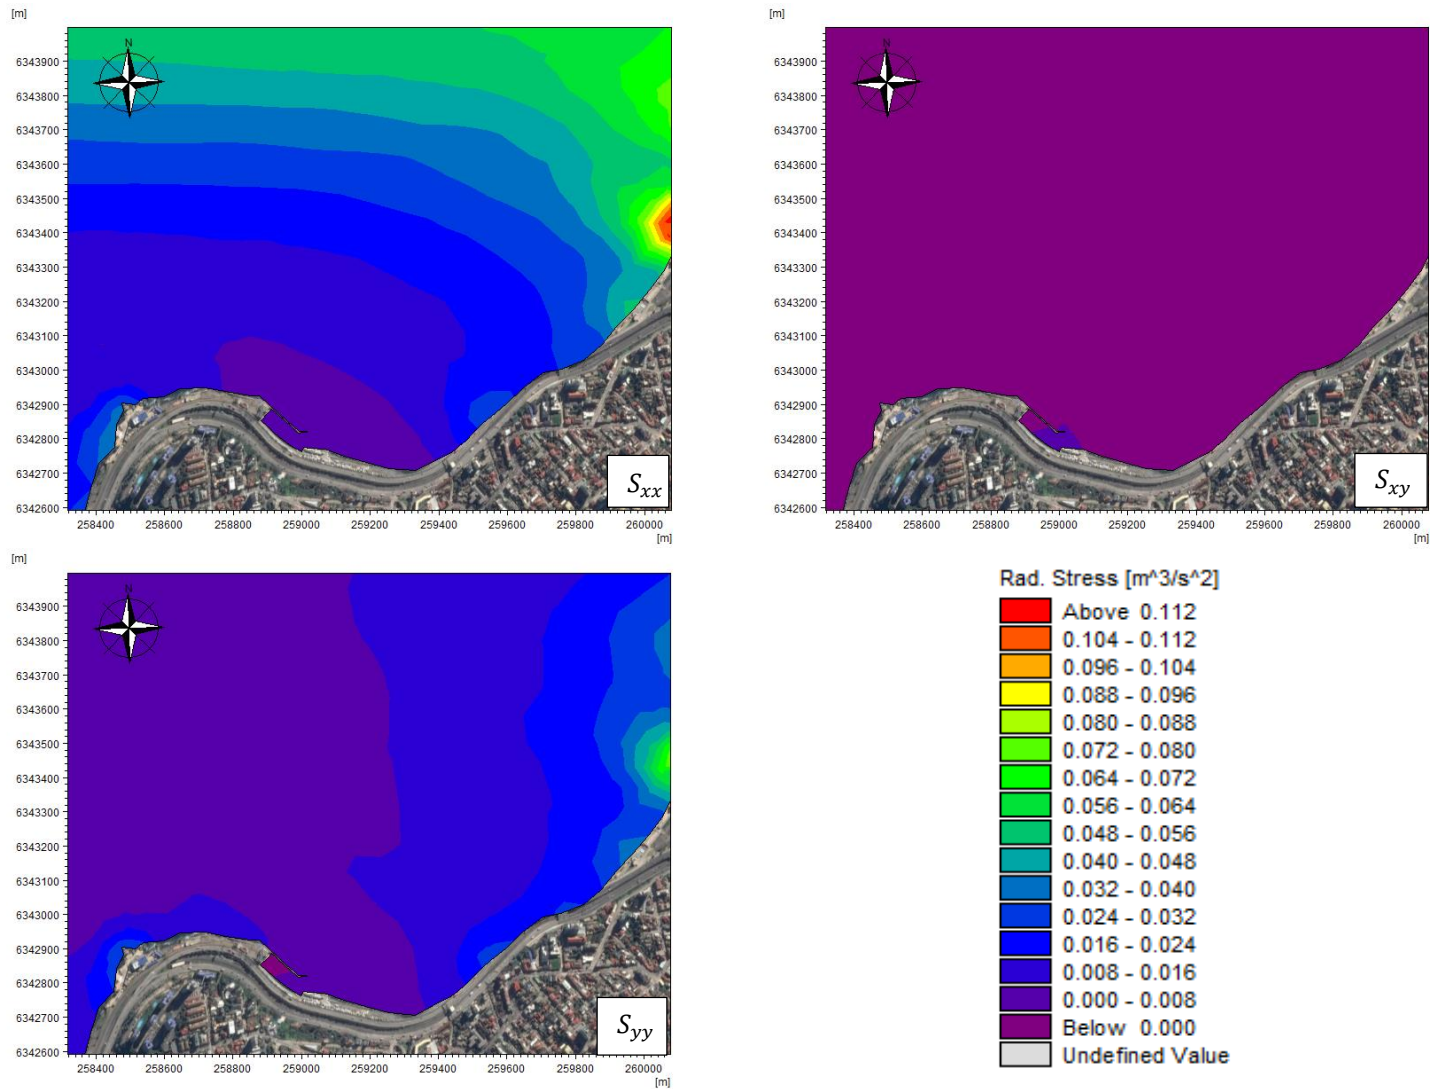 [m]
N
6343900
6343800
6343700
6343600
6343500
6343400
6343300
6343200
6343100
6343000
6342900
6342800
6342700
6342600
258400 258600 258800 259000 259200 259400 259600 259800 260000
[m]
Sxx
[m]
N
6343900
6343800
6343700
6343600
6343500
6343400
6343300
6343200
6343100
6343000
6342900
6342800
6342700
6342600
258400 258600 258800 259000 259200 259400 259600 259800 260000
[m]
Sxy
[m]
N
6343900
6343800
6343700
6343600
6343500
6343400
6343300
6343200
6343100
6343000
6342900
6342800
6342700
6342600
258400 258600 258800 259000 259200 259400 259600 259800 260000
[m]
Syy
Rad. Stress [m^3/s^2]
Above 0.112
0.104 - 0.112
0.096 - 0.104
0.088 - 0.096
0.080 - 0.088
0.072 - 0.080
0.064 - 0.072
0.056 - 0.064
0.048 - 0.056
0.040 - 0.048
0.032 - 0.040
0.024 - 0.032
0.016 - 0.024
0.008 - 0.016
0.000 - 0.008
Below 0.000
Undefined Value